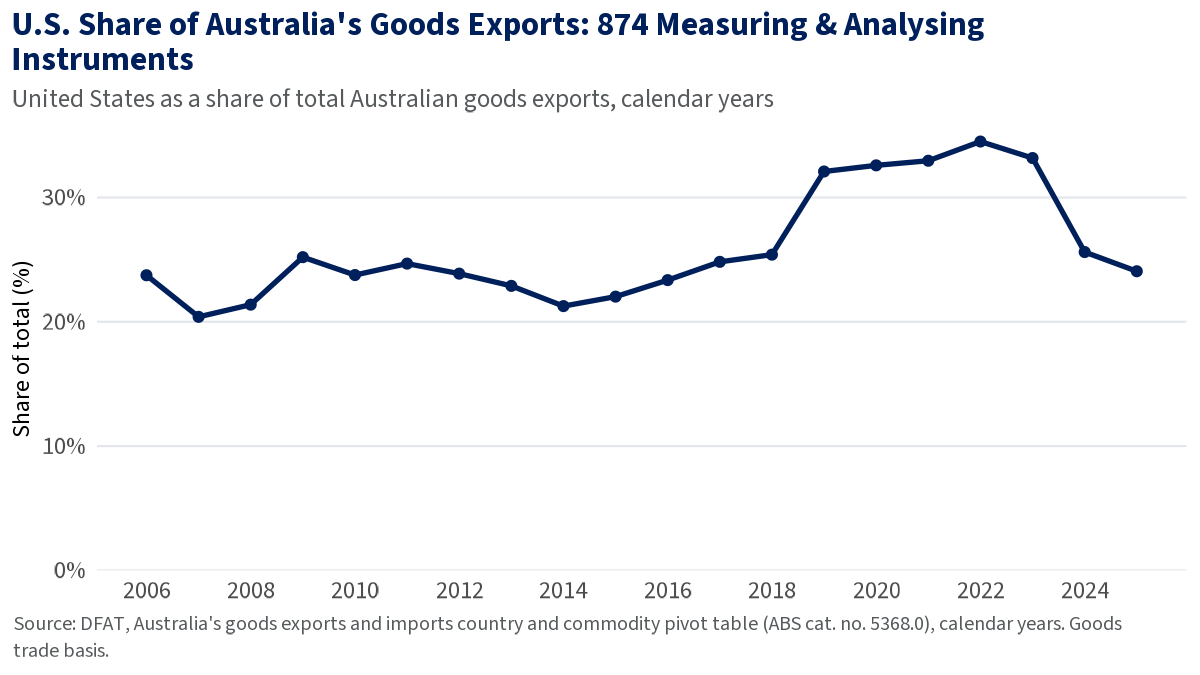 U.S. Share of Australia's Goods Exports: 874 Measuring & Analysing
Instruments
United States as a share of total Australian goods exports, calendar years
Share of total (%)
30%
20%
10%
0%
2006 2008 2010 2012 2014 2016 2018 2020 2022 2024
Source: DFAT, Australia's goods exports and imports country and commodity pivot table (ABS cat. no. 5368.0), calendar years. Goods
trade basis.